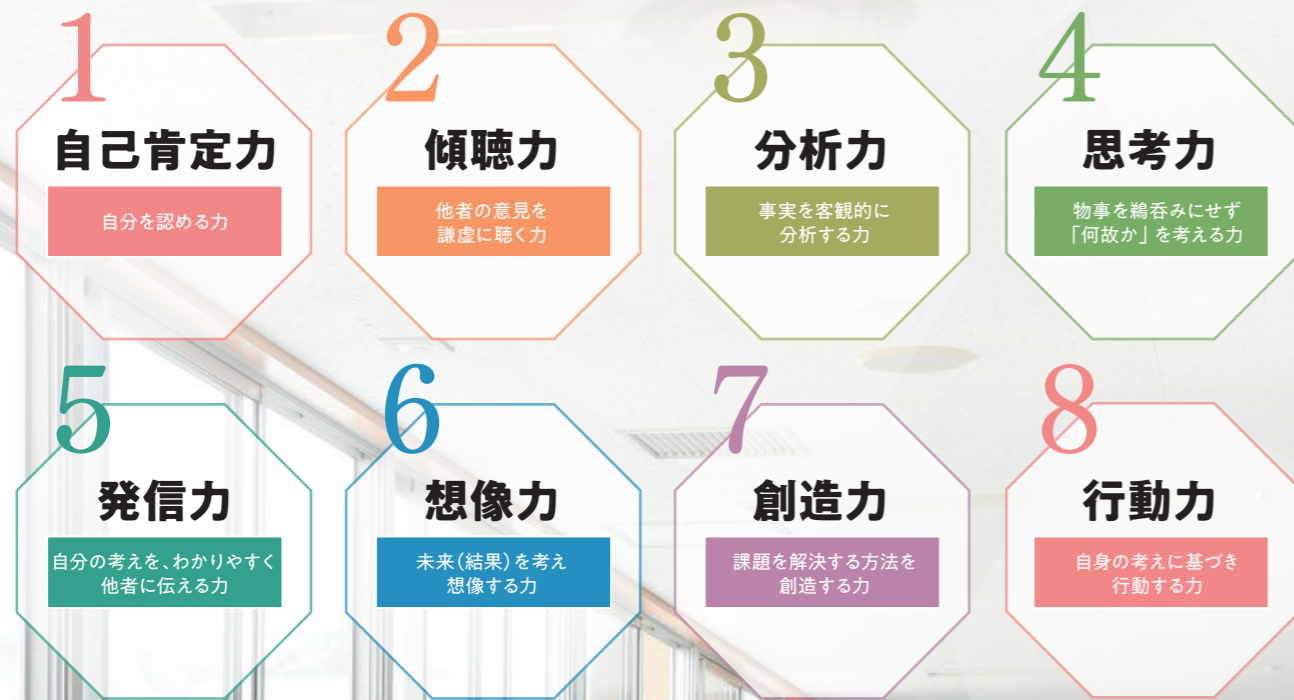 1
自己肯定力
自分を認める力
2
傾聴力
他者の意見を
謙虚に聴く力
3
分析力
事実を客観的に
分析する力
4
思考力
物事を鵜呑みにせず
「何故か」を考える力
5
発信力
自分の考えを、わかりやすく
他者に伝える力
6
想像力
未来(結果)を考え
想像する力
7
創造力
課題を解決する方法を
創造する力
8
行動力
自身の考えに基づき
行動する力